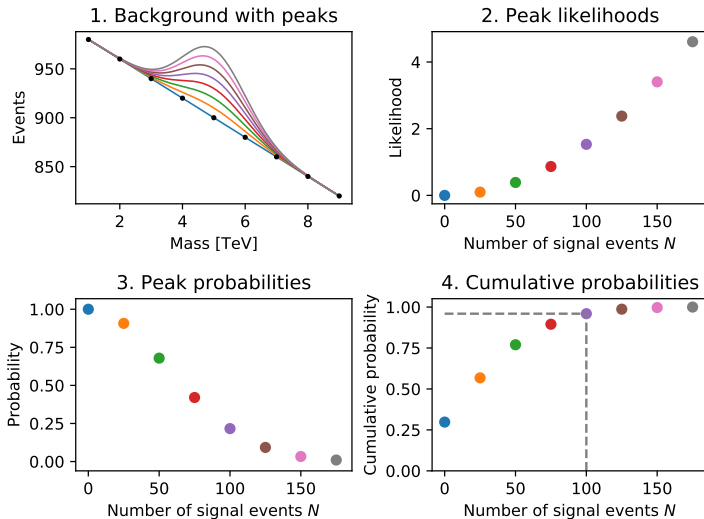 1. Background with peaks
Events
950
900
850
2
4
6
8
Mass [TeV]
2. Peak likelihoods
Likelihood
4
2
0
0
50
100
150
Number of signal events N
3. Peak probabilities
Probability
1.00
0.75
0.50
0.25
0.00
0
50
100
150
Number of signal events N
4. Cumulative probabilities
Cumulative probability
1.00
0.75
0.50
0.25
0.00
0
50
100
150
Number of signal events N